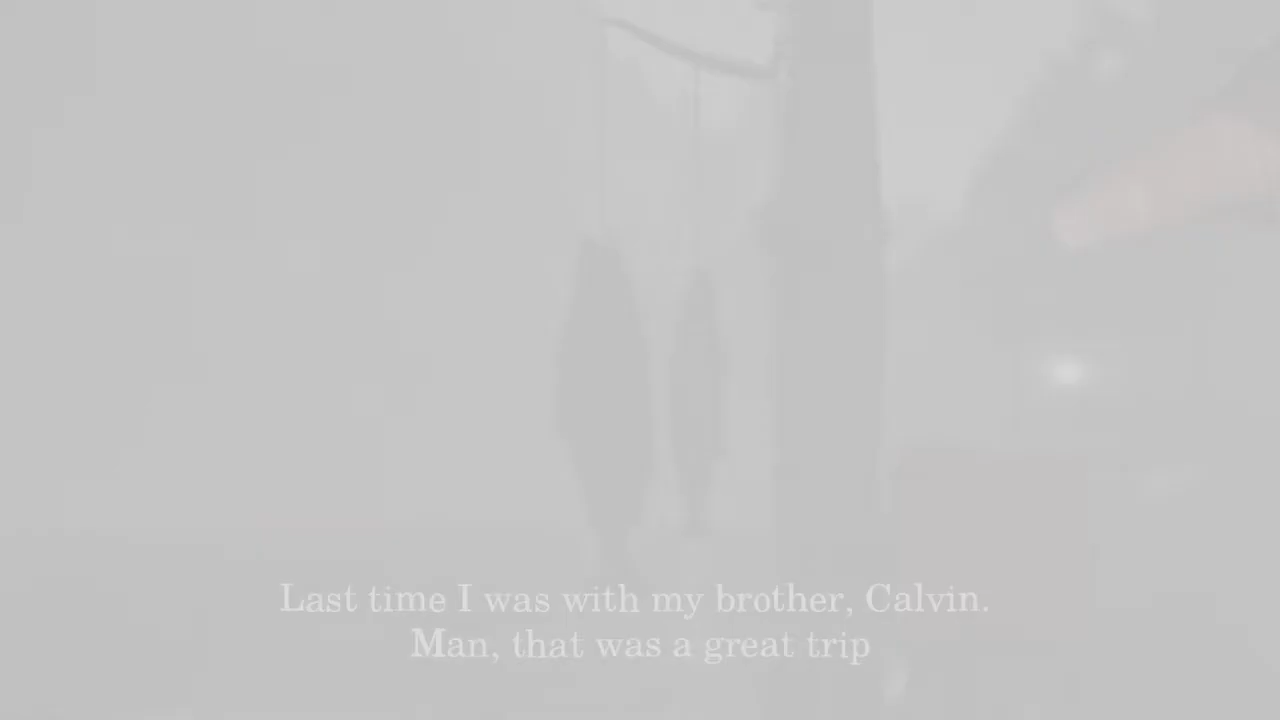 Last time I was with my brother, Calvin.
Man, that was a great trip